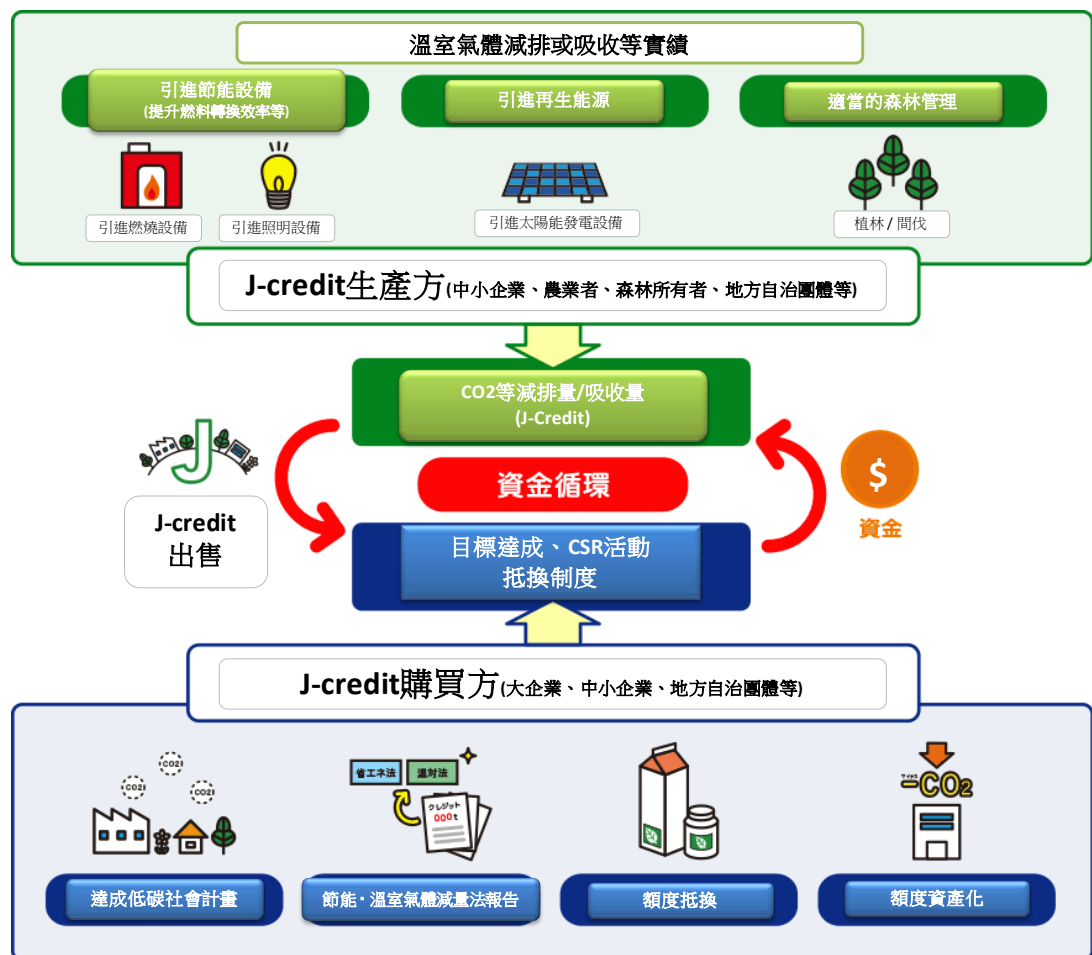 溫室氣體減排或吸收等實績
引進節能設備
(提升燃料轉換效率等)
引進再生能源
適當的森林管理
引進燃燒設備
引進照明設備
引進太陽能發電設備
植林 / 間伐
J-credit生產方(中小企業、農業者、森林所有者、地方自治團體等)
CO2等減排量/吸收量
(J-Credit)
J
J-credit
出售
資金循環
$
資金
目標達成、CSR活動
抵換制度
J-credit購買方(大企業、中小企業、地方自治團體等)
CO2
CO2
CO2
省エネ法
温対法
クレジット
000t
マイナス
-CO2
達成低碳社會計畫
節能・溫室氣體減量法報告
額度抵換
額度資產化